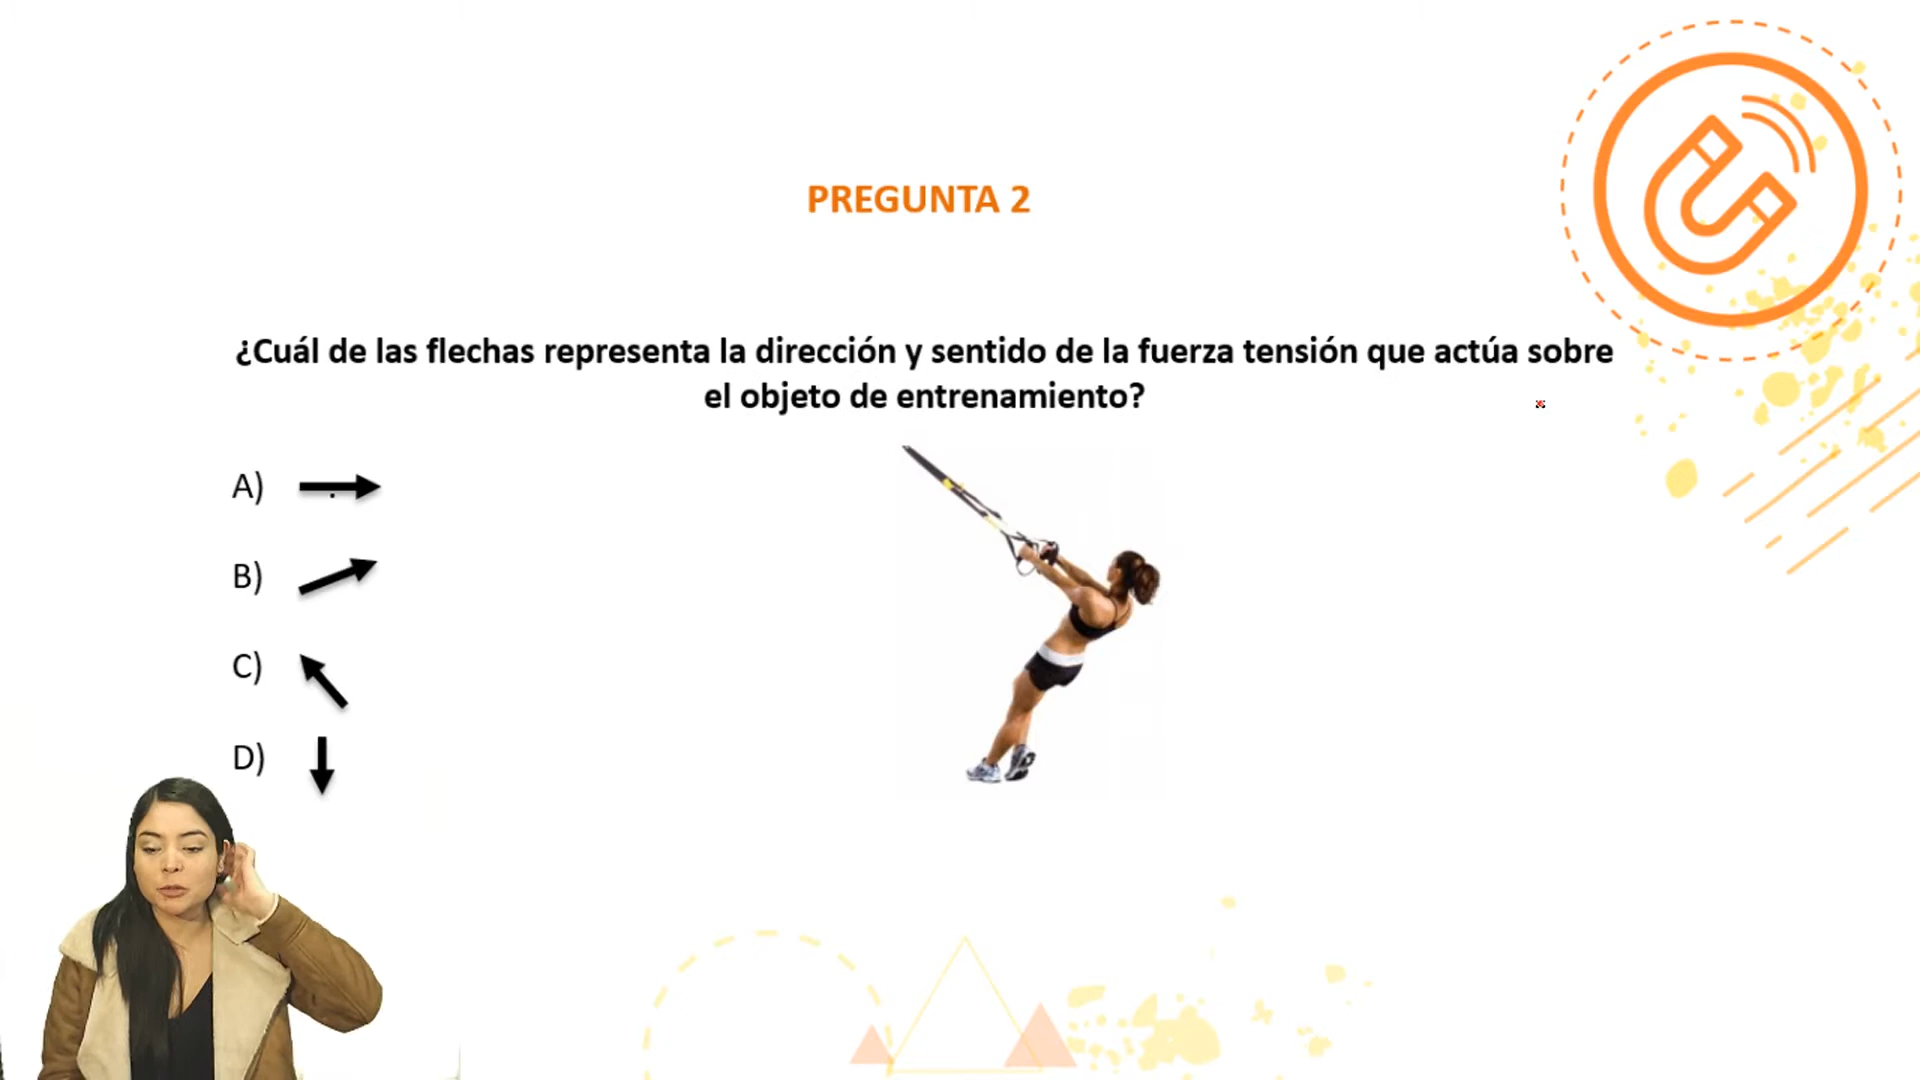 PREGUNTA 2
¿Cuál de las flechas representa la dirección y sentido de la fuerza tensión que actúa sobre
el objeto de entrenamiento?
A)
B)
C)
D)